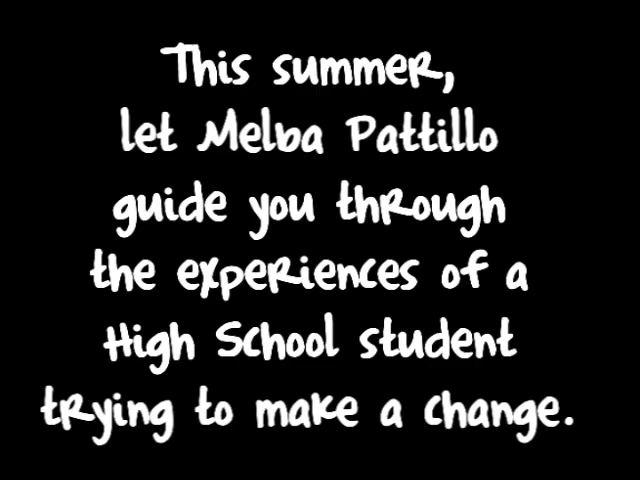 This summer,
let Melba Pattillo
guide you through
the experiences of a
High School student
trying to make a change.